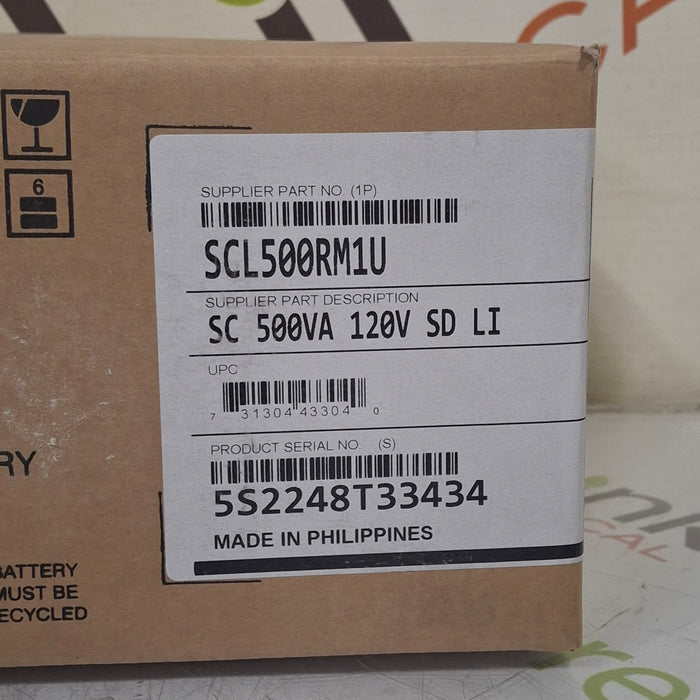 6
SUPPLIER PART NO. (1P)
SCL500RM1U
SUPPLIER PART DESCRIPTION
SC 500VA 120V SD LI
UPC
7 31304 43304 0
PRODUCT SERIAL NO. (S)
5S2248T33434
MADE IN PHILIPPINES
RY
BATTERY
MUST BE
RECYCLED